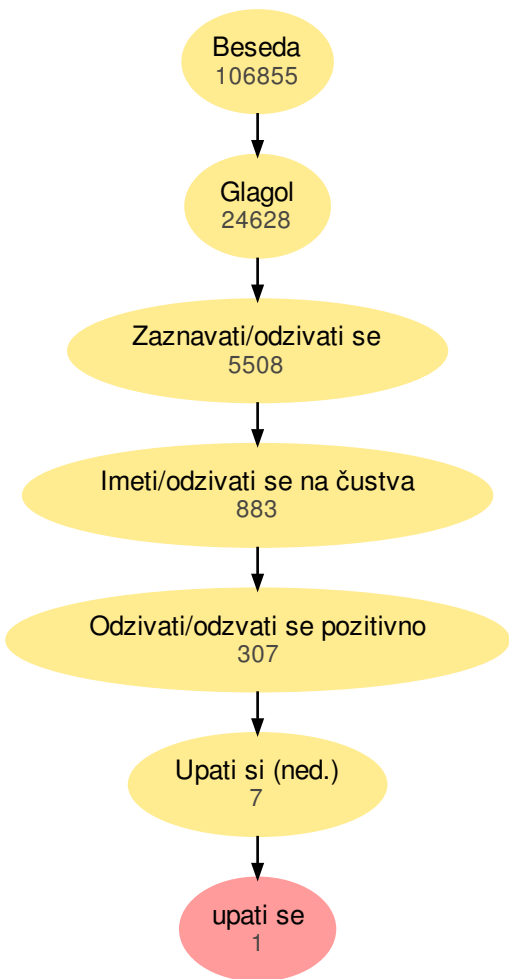 Beseda
106855
Glagol
24628
Zaznavati/odzivati se
5508
Imeti/odzivati se na čustva
883
Odzivati/odzvati se pozitivno
307
Upati si (ned.)
7
upati se
1